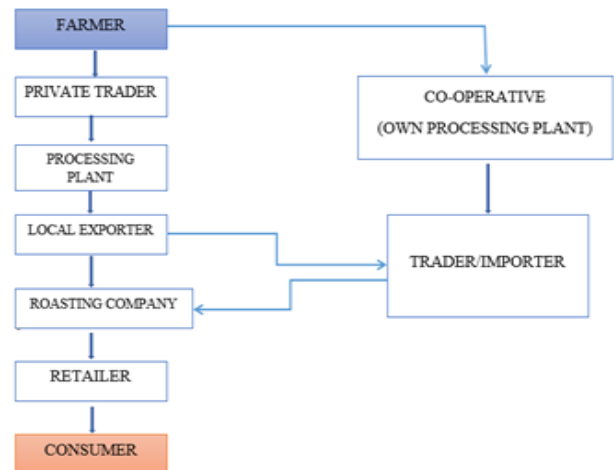 FARMER
PRIVATE TRADER
PROCESSING
PLANT
LOCAL EXPORTER
ROASTING COMPANY
RETAILER
CONSUMER
CO-OPERATIVE
(OWN PROCESSING PLANT)
TRADER/IMPORTER